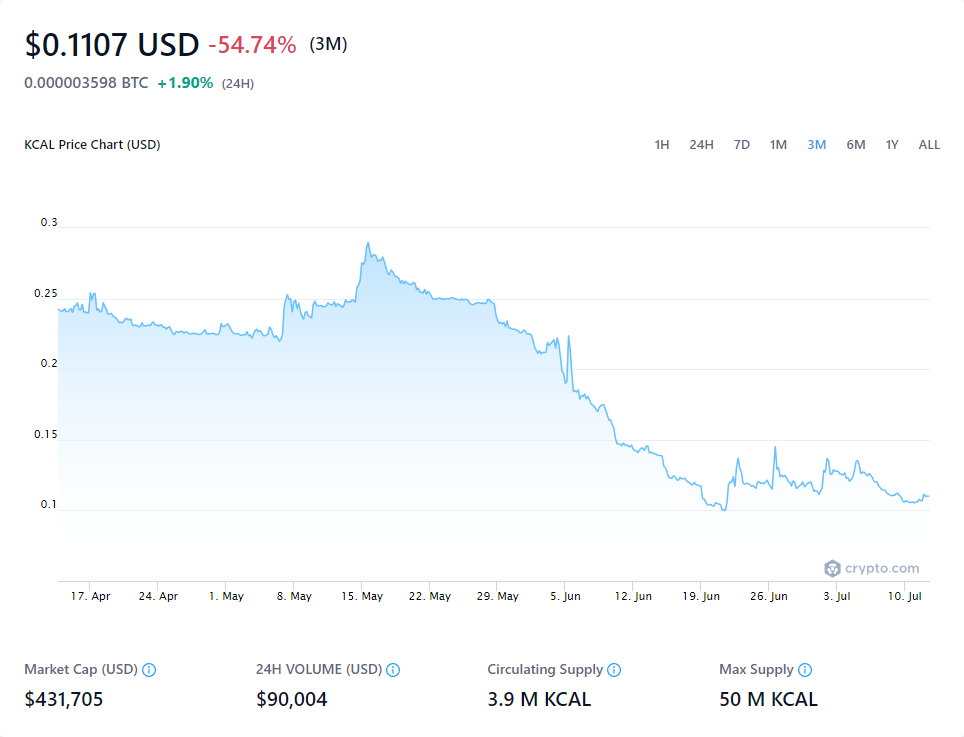 $0.1107 USD -54.74% (3M)
0.000003598 BTC +1.90% (24H)
KCAL Price Chart (USD) 1H 24H 7D 1M 3M 6M 1Y ALL
0.3
0.25
0.2
0.15
0.1
crypto.com
17. Apr 24. Apr 1. May 8. May 15. May 22. May 29. May 5. Jun 12. Jun 19. Jun 26. Jun 3. Jul 10. Jul
Market Cap (USD) 24H VOLUME (USD) Circulating Supply Max Supply
$431,705 $90,004 3.9 M KCAL 50 M KCAL